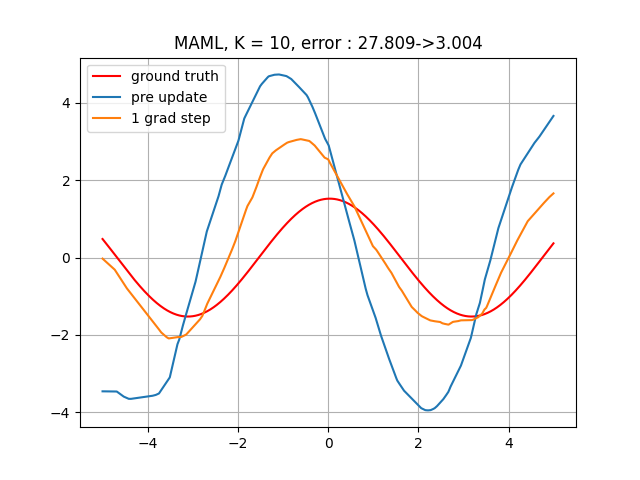 MAML, K = 10, error : 27.809->3.004
ground truth
pre update
1 grad step
4
2
0
−2
−4
−4 −2 0 2 4